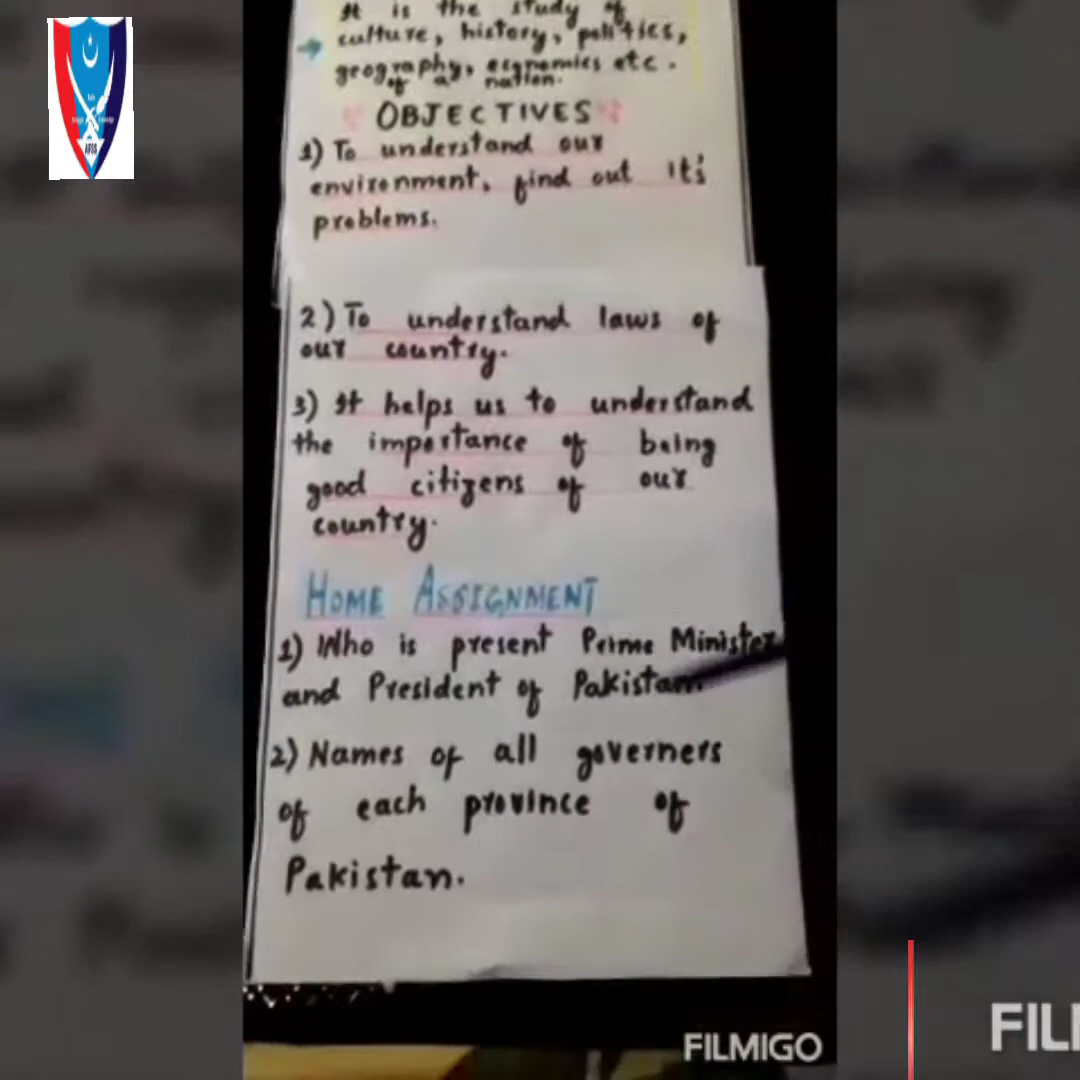 It is the study of
culture, history, politics,
geography, economics etc.
of a nation.
OBJECTIVES
1) To understand our
environment, find out it's
problems.
2) To understand laws of
our country.
3) It helps us to understand
the importance of being
good citizens of our
country.
HOME ASSIGNMENT
1) Who is present Prime Minister
and President of Pakistan.
2) Names of all governers
of each province of
Pakistan.
APSS
FILMIGO
FIL